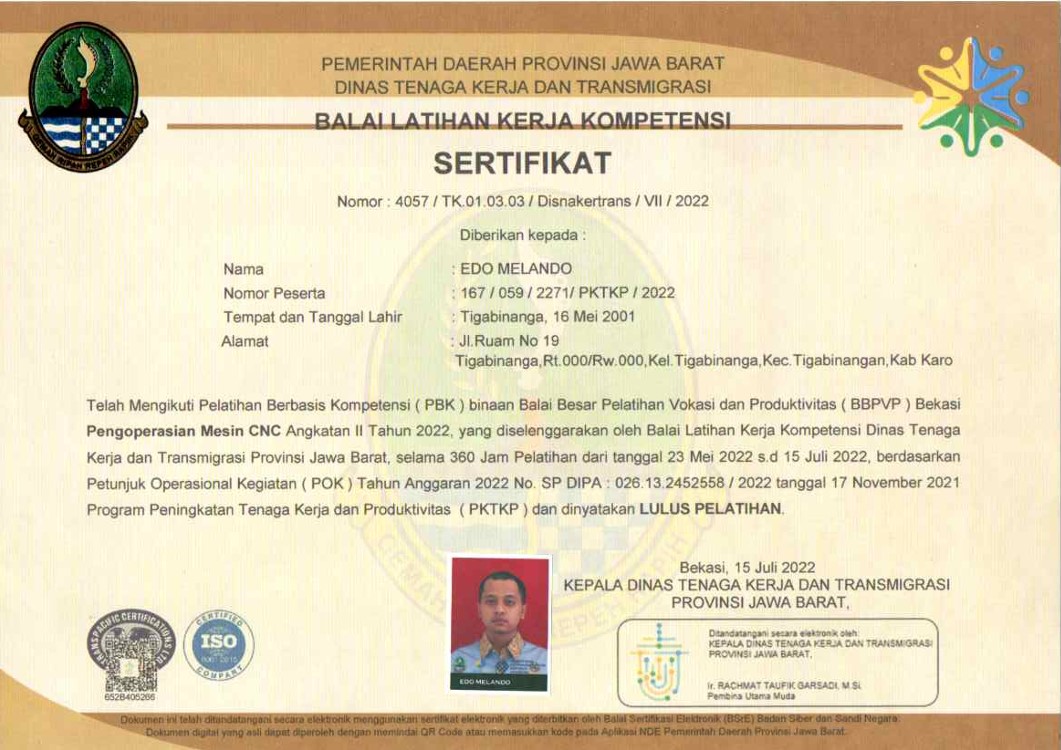 PEMERINTAH DAERAH PROVINSI JAWA BARAT
DINAS TENAGA KERJA DAN TRANSMIGRASI
BALAI LATIHAN KERJA KOMPETENSI
SERTIFIKAT
Nomor : 4057 / TK.01.03.03 / Disnakertrans / VII / 2022
Diberikan kepada :
Nama : EDO MELANDO
Nomor Peserta : 167 / 059 / 2271/ PKTKP / 2022
Tempat dan Tanggal Lahir : Tigabinanga, 16 Mei 2001
Alamat : Jl.Ruam No 19
Tigabinanga,Rt.000/Rw.000,Kel.Tigabinanga,Kec.Tigabinangan,Kab Karo
Telah Mengikuti Pelatihan Berbasis Kompetensi ( PBK ) binaan Balai Besar Pelatihan Vokasi dan Produktivitas ( BBPVP ) Bekasi
Pengoperasian Mesin CNC Angkatan II Tahun 2022, yang diselenggarakan oleh Balai Latihan Kerja Kompetensi Dinas Tenaga
Kerja dan Transmigrasi Provinsi Jawa Barat, selama 360 Jam Pelatihan dari tanggal 23 Mei 2022 s.d 15 Juli 2022, berdasarkan
Petunjuk Operasional Kegiatan ( POK ) Tahun Anggaran 2022 No. SP DIPA : 026.13.2452558 / 2022 tanggal 17 November 2021
Program Peningkatan Tenaga Kerja dan Produktivitas ( PKTKP ) dan dinyatakan LULUS PELATIHAN.
Bekasi, 15 Juli 2022
KEPALA DINAS TENAGA KERJA DAN TRANSMIGRASI
PROVINSI JAWA BARAT,
Ditandatangani secara elektronik oleh:
KEPALA DINAS TENAGA KERJA DAN TRANSMIGRASI
PROVINSI JAWA BARAT,
Ir. RACHMAT TAUFIK GARSADI, M.Si.
Pembina Utama Muda
EDO MELANDO
TRANSPACIFIC CERTIFICATIONS LTD
652B405266
CERTIFIED
ISO
9001:2015
COMPANY
Dokumen ini telah ditandatangani secara elektronik menggunakan sertifikat elektronik yang diterbitkan oleh Balai Sertifikasi Elektronik (BSrE) Badan Siber dan Sandi Negara.
Dokumen digital yang asli dapat diperoleh dengan memindai QR Code atau memasukkan kode pada Aplikasi NDE Pemerintah Daerah Provinsi Jawa Barat.